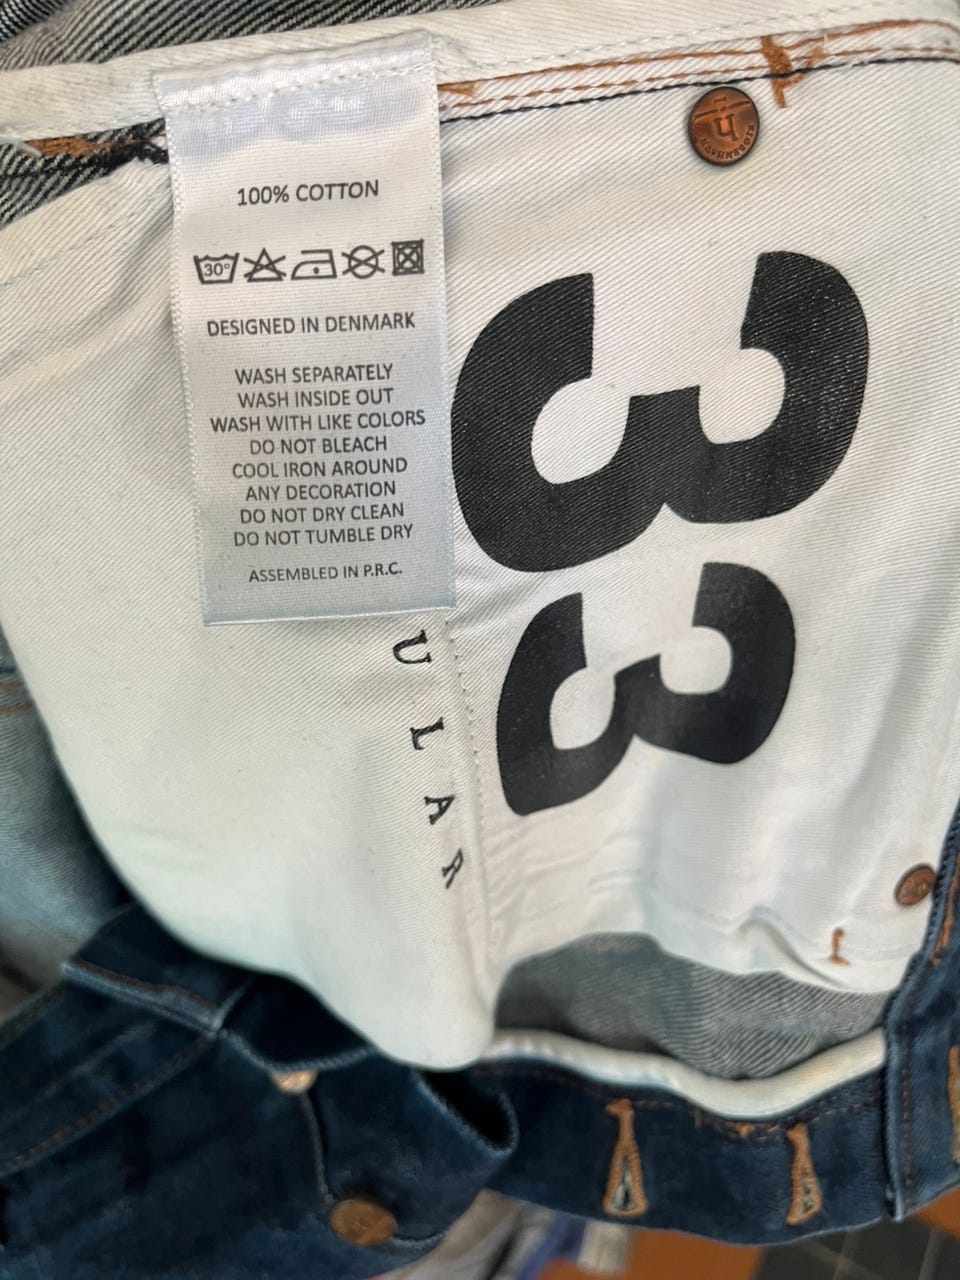 100% COTTON
30°
DESIGNED IN DENMARK
WASH SEPARATELY
WASH INSIDE OUT
WASH WITH LIKE COLORS
DO NOT BLEACH
COOL IRON AROUND
ANY DECORATION
DO NOT DRY CLEAN
DO NOT TUMBLE DRY
ASSEMBLED IN P.R.C.
33
ULAR
h